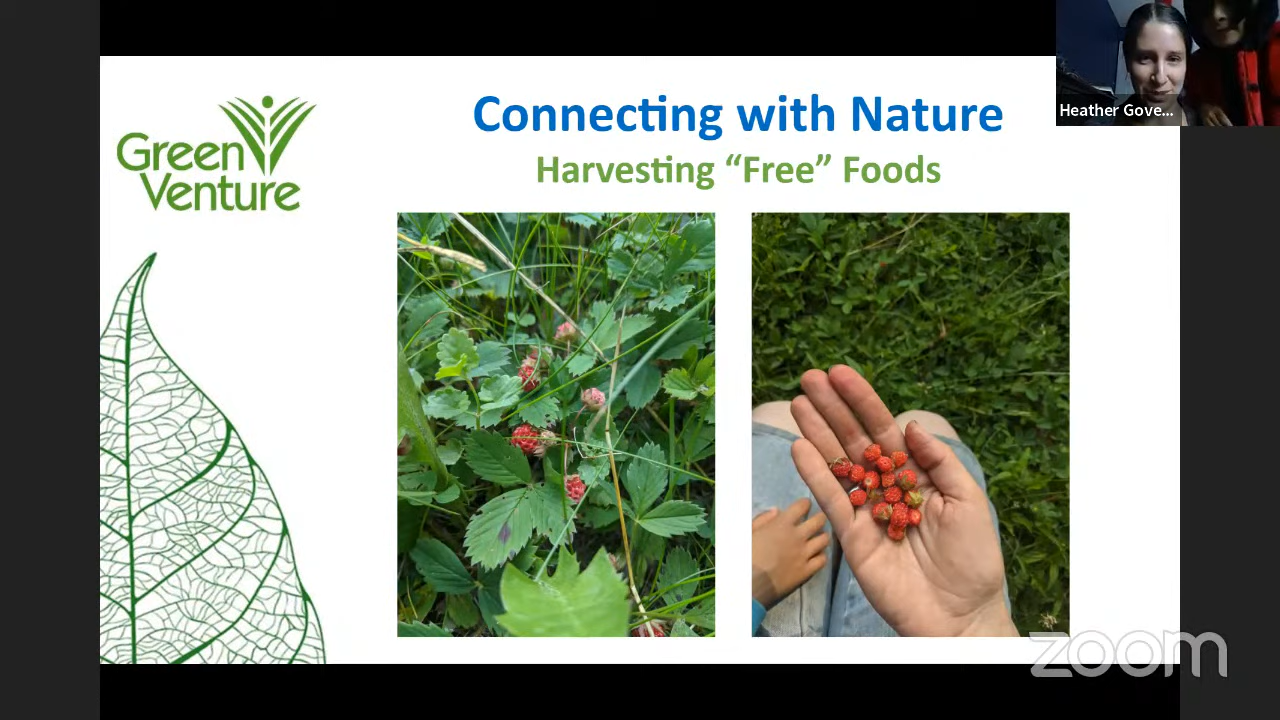 Green
Venture
Connecting with Nature
Harvesting “Free” Foods
Heather Gove...
zoom